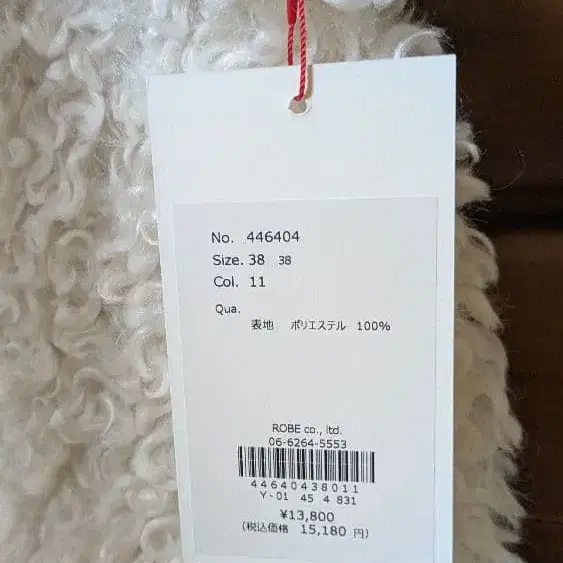 No. 446404
Size. 38 38
Col. 11
Qua.
表地 ポリエステル 100%
ROBE co., ltd.
06-6264-5553
44640438011
Y-01 45 4 831
¥13,800
(税込価格 15,180 円)